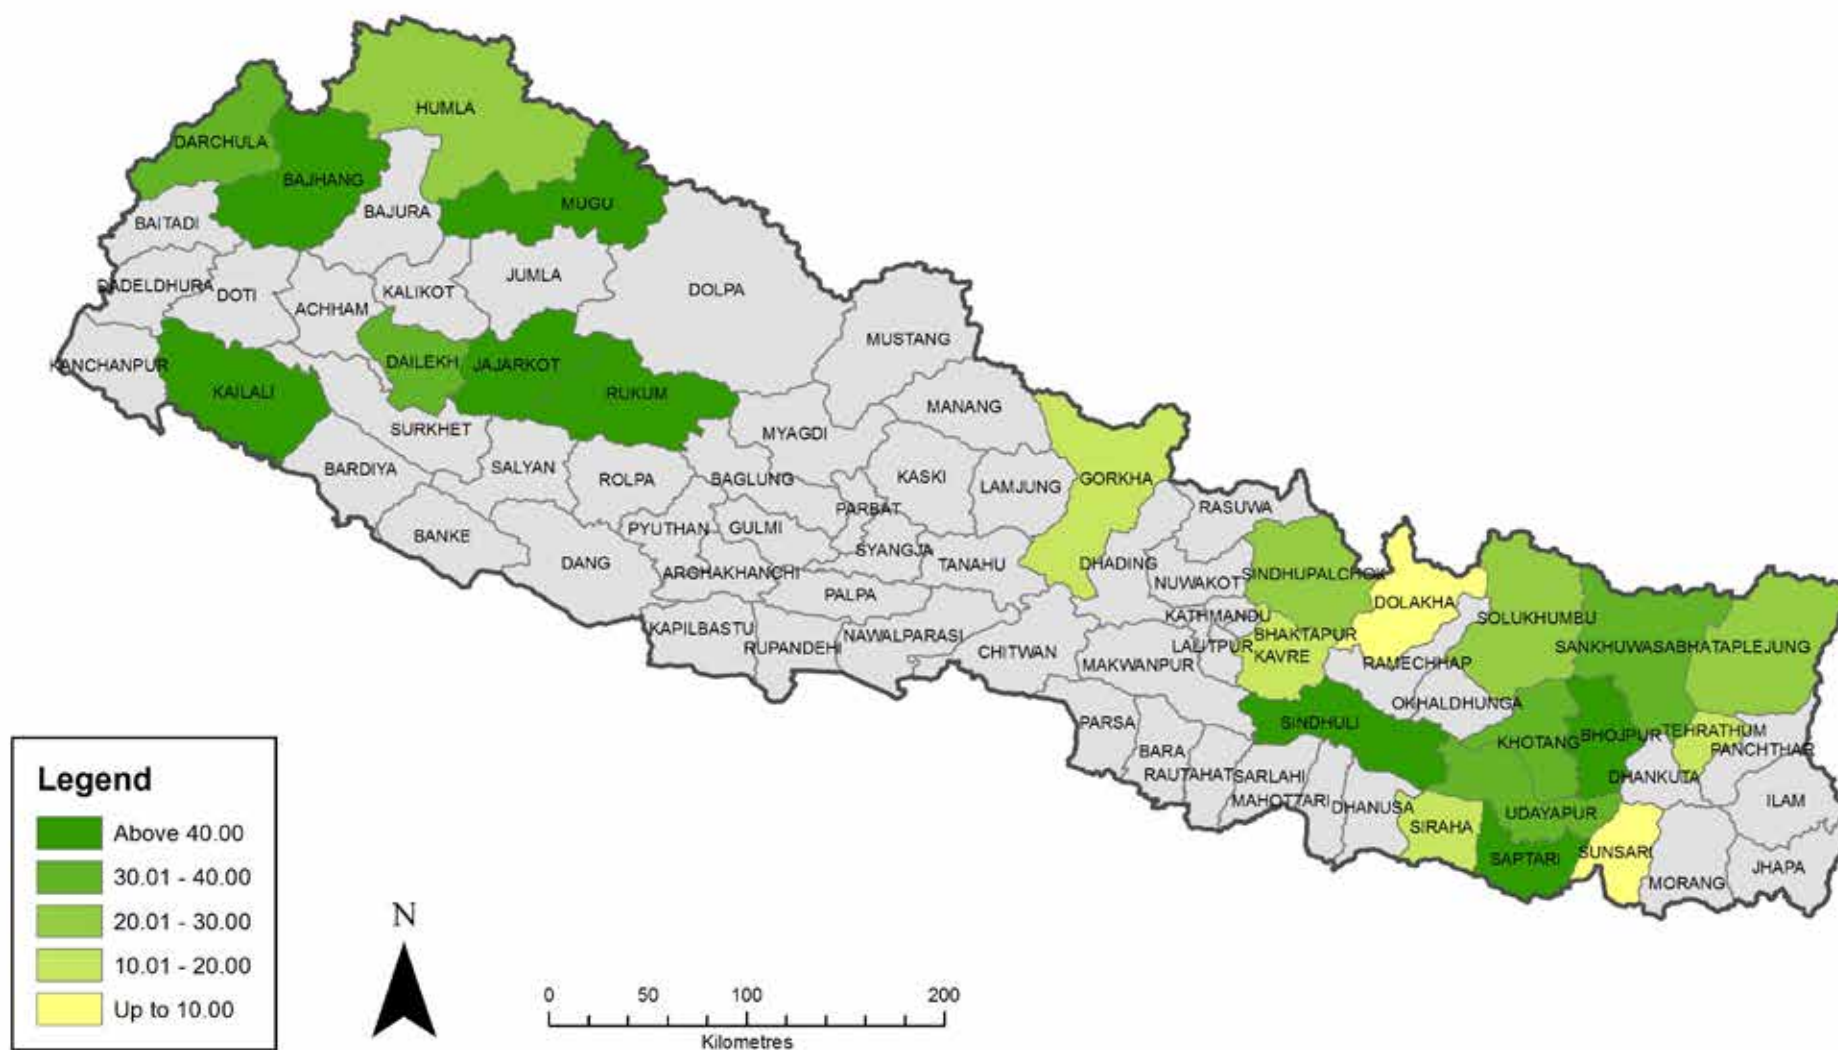 HUMLA
DARCHULA
BAJHANG
MUGU
BAJURA
BAITADI
JUMLA
DADELDHURA
DOTI
KALIKOT
DOLPA
ACHHAM
MUSTANG
KANCHANPUR
DAILEKH
JAJARKOT
KAILALI
RUKUM
MANANG
SURKHET
MYAGDI
BARDIYA
SALYAN
ROLPA
BAGLUNG
KASKI
LAMJUNG
GORKHA
PARBAT
RASUWA
PYUTHAN
GULMI
BANKE
SYANGJA
DANG
TANAHU
DHADING
ARGHAKHANCHI
NUWAKOT
SINDHUPALCHOK
PALPA
DOLAKHA
KATHMANDU
SOLUKHUMBU
KAPILBASTU
RUPANDEHI
NAWALPARASI
CHITWAN
LALITPUR
BHAKTAPUR
KAVRE
SANKHUWASABHA
TAPLEJUNG
MAKWANPUR
RAMECHHAP
OKHALDHUNGA
PARSA
SINDHULI
KHOTANG
BHOJPUR
TEHRATHUM
PANCHTHAR
BARA
RAUTAHAT
SARLAHI
DHANKUTA
MAHOTTARI
DHANUSA
ILAM
SIRAHA
UDAYAPUR
SAPTARI
SUNSARI
MORANG
JHAPA
Legend
Above 40.00
30.01 - 40.00
20.01 - 30.00
10.01 - 20.00
Up to 10.00
N
0 50 100 200
Kilometres